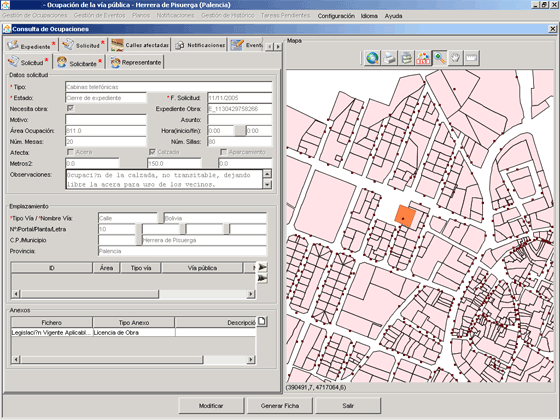 - Ocupación de la vía pública - Herrera de Pisuerga (Palencia)
Gestión de Ocupaciones Gestión de Eventos Planos Notificaciones Gestión de Histórico Tareas Pendientes Configuración Idioma Ayuda
Consulta de Ocupaciones
Expediente * Solicitud * Calles afectadas Notificaciones Evento
Solicitud * Solicitante * Representante
Datos solicitud
* Tipo: Cabinas telefónicas
* Estado: Cierre de expediente * F. Solicitud: 11/11/2005
Necesita obra: Expediente Obra: E_1130429758266
Motivo: Asunto:
Área Ocupación: 811.0 Hora(inicio/fin): 0:00 0:00
Núm. Mesas: 20 Núm. Sillas: 80
Afecta: Acera Calzada Aparcamiento
Metros2: 0.0 150.0 0.0
Observaciones: Ocupaci?n de la calzada, no transitable, dejando
libre la acera para uso de los vecinos.
Emplazamiento
*Tipo Vía / *Nombre Vía: Calle Bolivia
Nº/Portal/Planta/Letra 10
C.P./Municipio Herrera de Pisuerga
Provincia: Palencia
ID Área Tipo vía Vía pública
Anexos
Fichero Tipo Anexo Descripció
Legislaci?n Vigente Aplicabl... Licencia de Obra
Mapa
(390491,7, 4717064,6)
Modificar Generar Ficha Salir